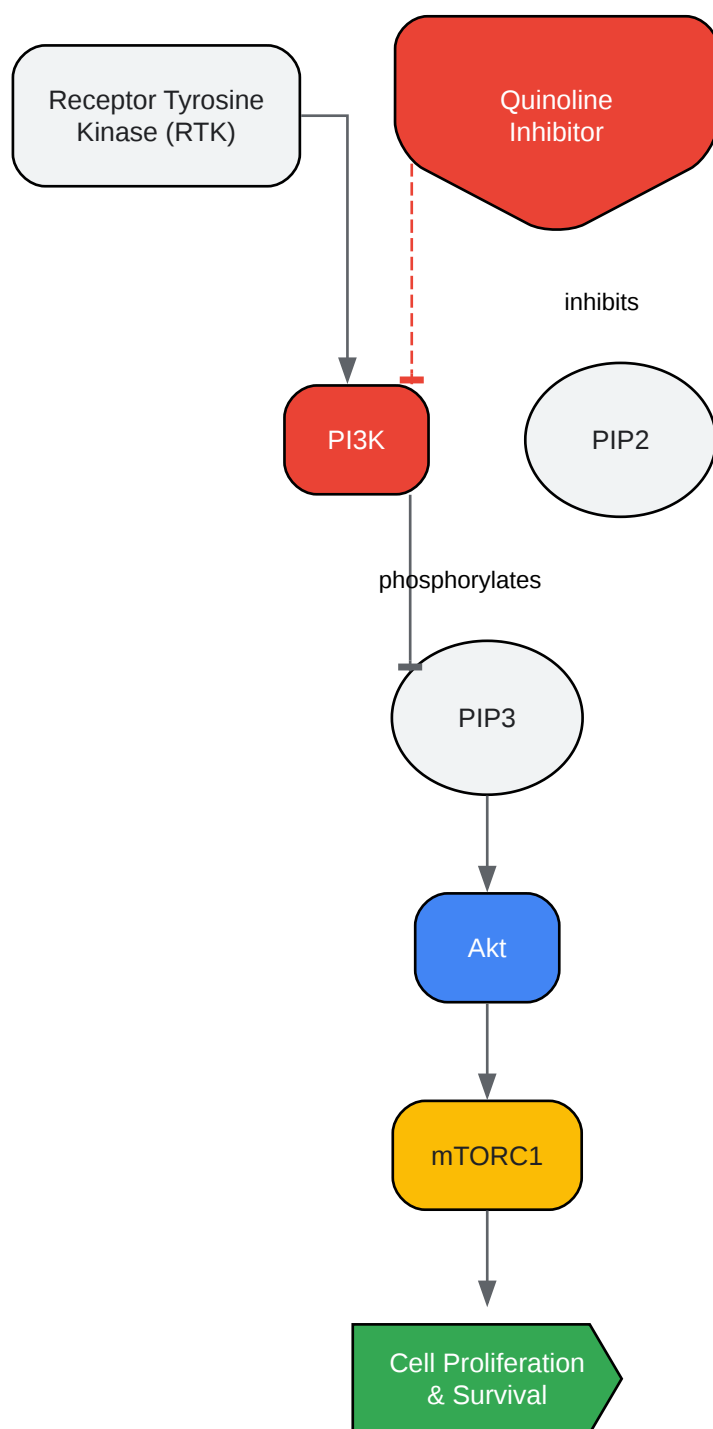 Receptor Tyrosine
Kinase (RTK)
Quinoline
Inhibitor
inhibits
PI3K
PIP2
phosphorylates
PIP3
Akt
mTORC1
Cell Proliferation
& Survival